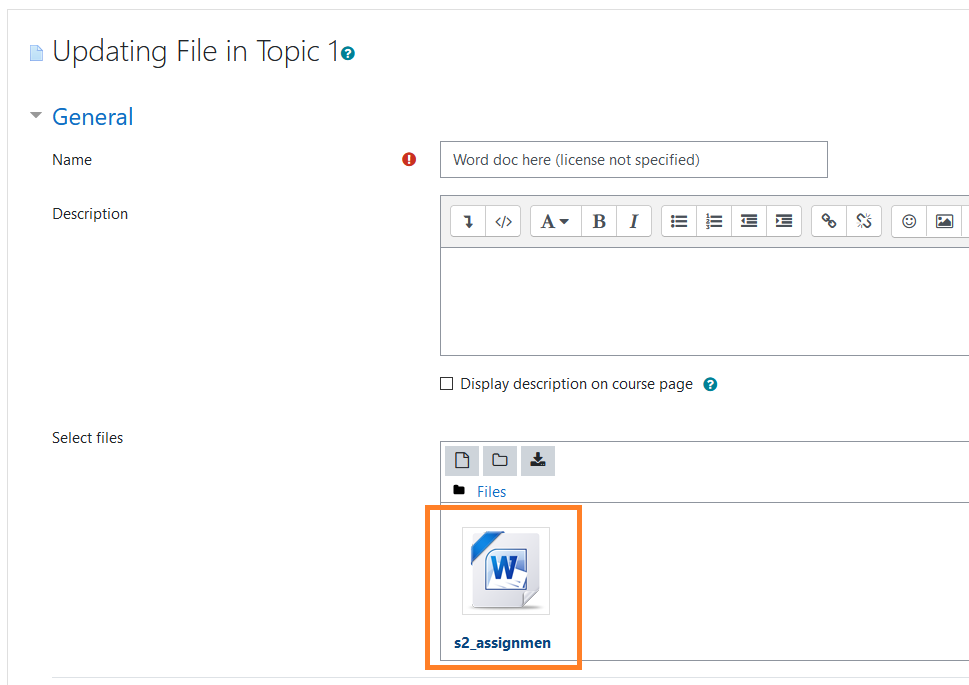 Updating File in Topic 1
General
Name
Word doc here (license not specified)
Description
A B I
Display description on course page
Select files
Files
W
s2_assignmen